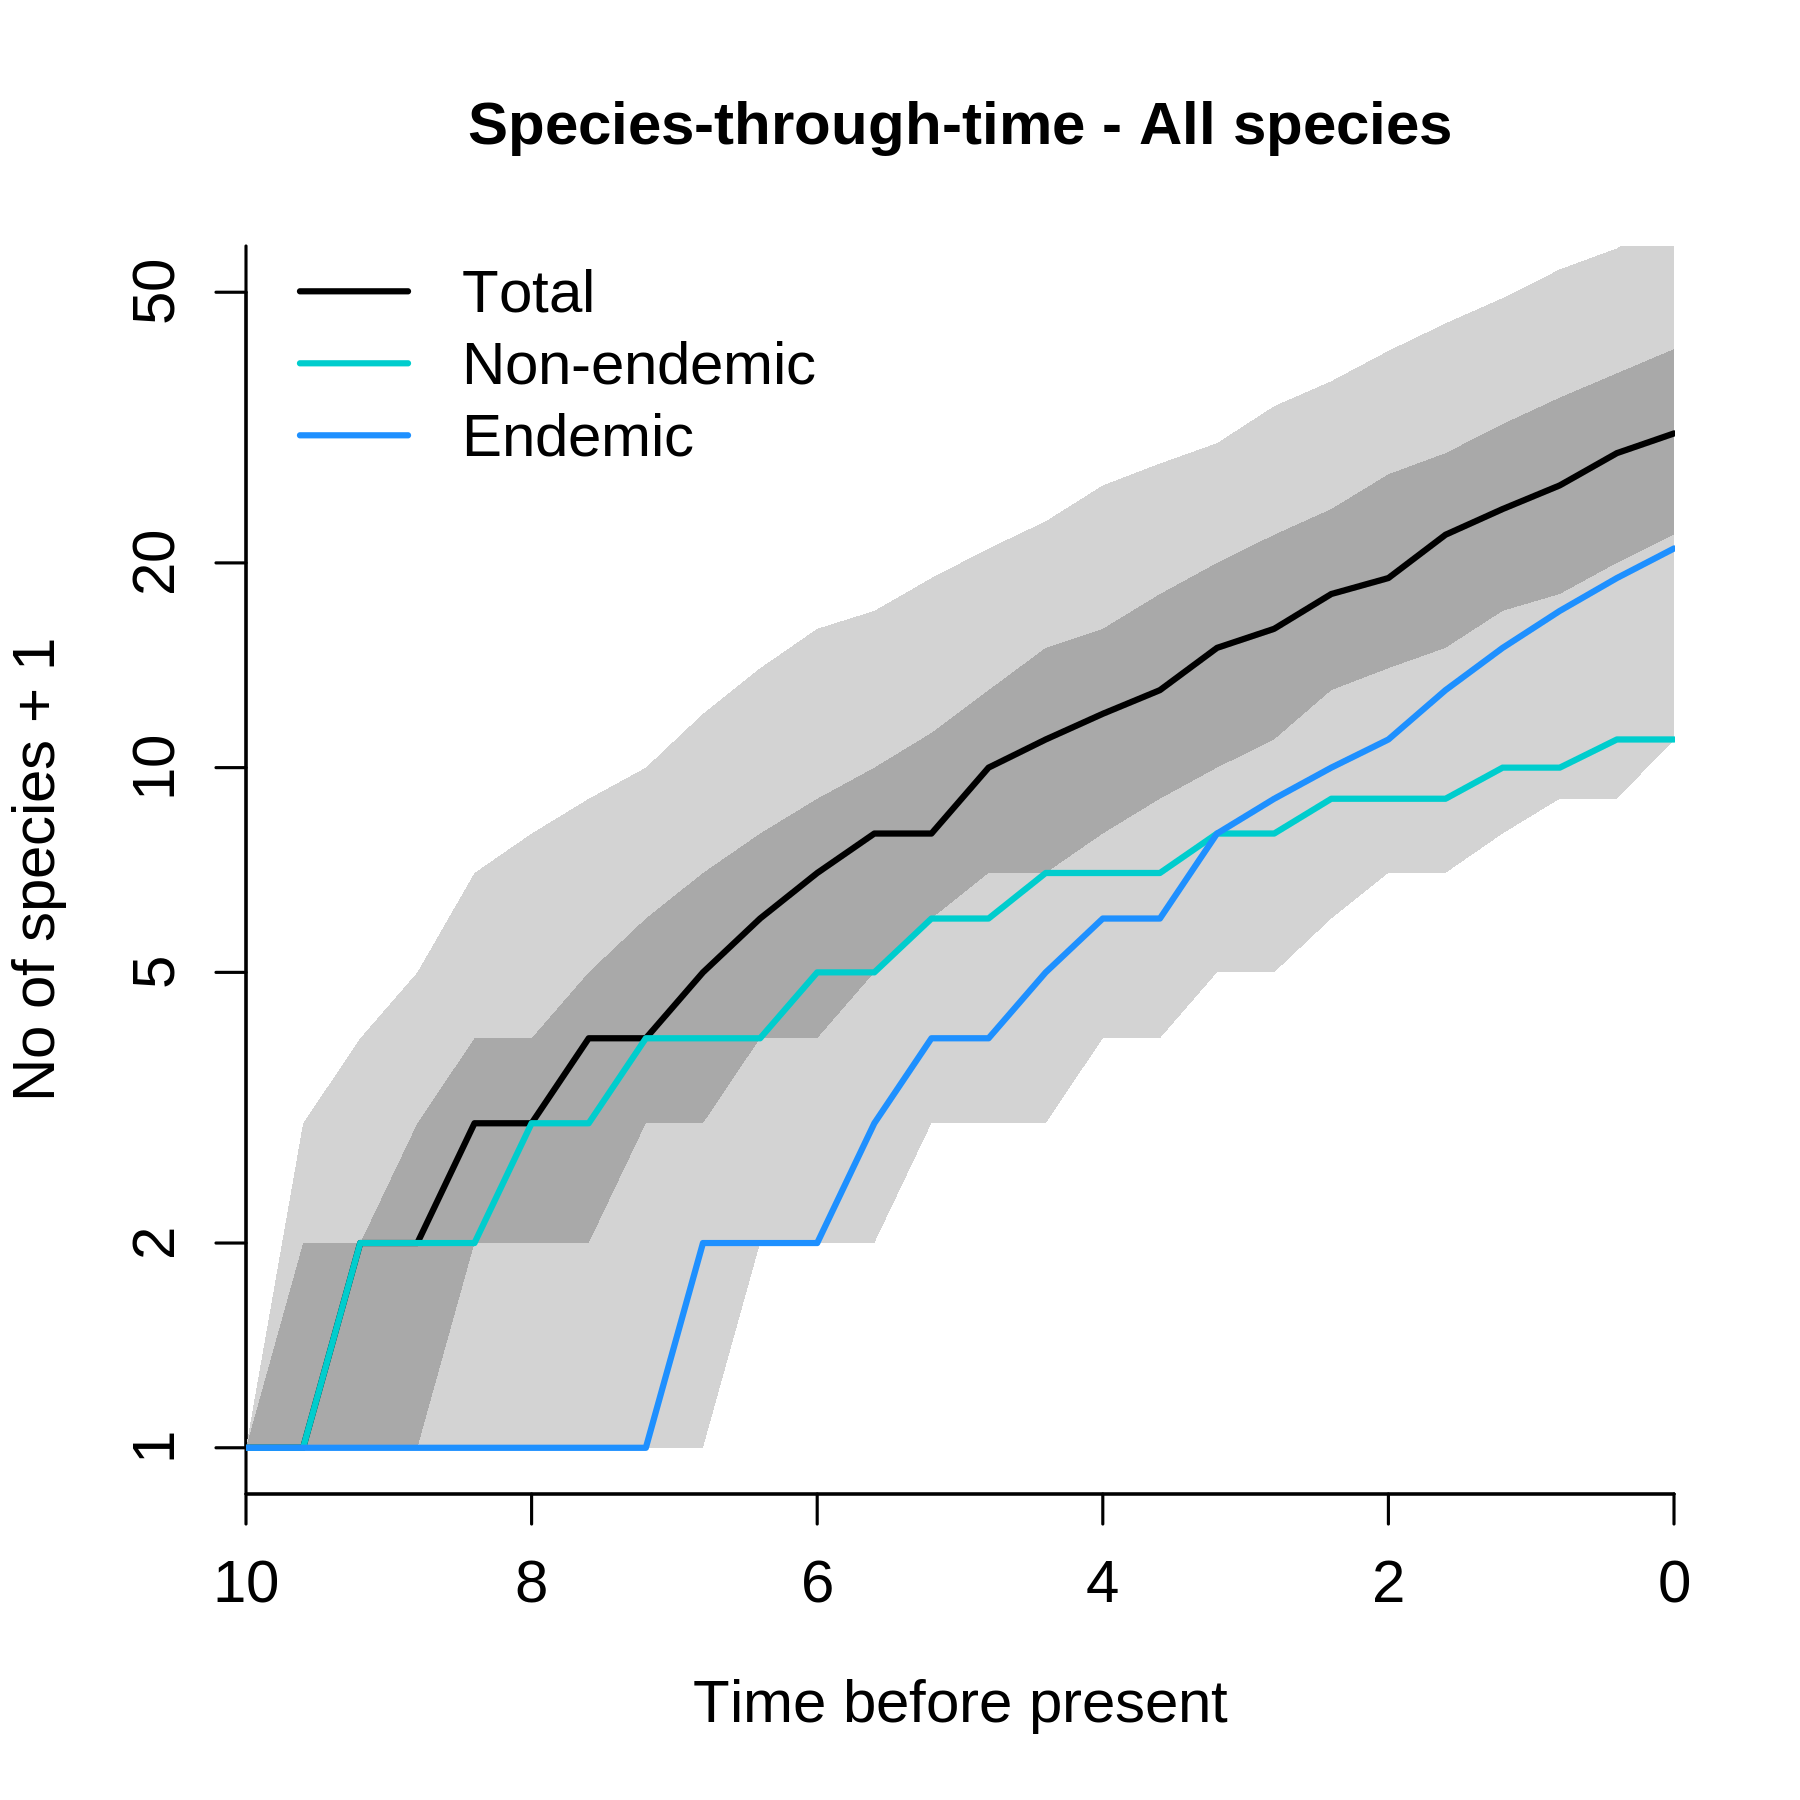 Species-through-time - All species
Total
Non-endemic
Endemic
No of species + 1
50
20
10
5
2
1
10 8 6 4 2 0
Time before present